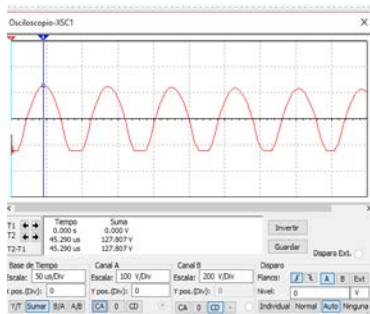 Osciloscopio-XSC1
Tiempo Suma
T1 0.000 s 0.000 V
T2 45.290 us 127.807 V
T2-T1 45.290 us 127.807 V
Invertir
Guardar
Disparo Ext.
Base de Tiempo Canal A Canal B Disparo
Escala: 50 us/Div Escala: 100 V/Div Escala: 200 V/Div Flanco: A B Ext
X pos.(Div): 0 Y pos.(Div): 0 Y pos.(Div): 0 Nivel: 0 V
Y/T Sumar B/A A/B CA 0 CD CA 0 CD - Individual Normal Auto Ninguna